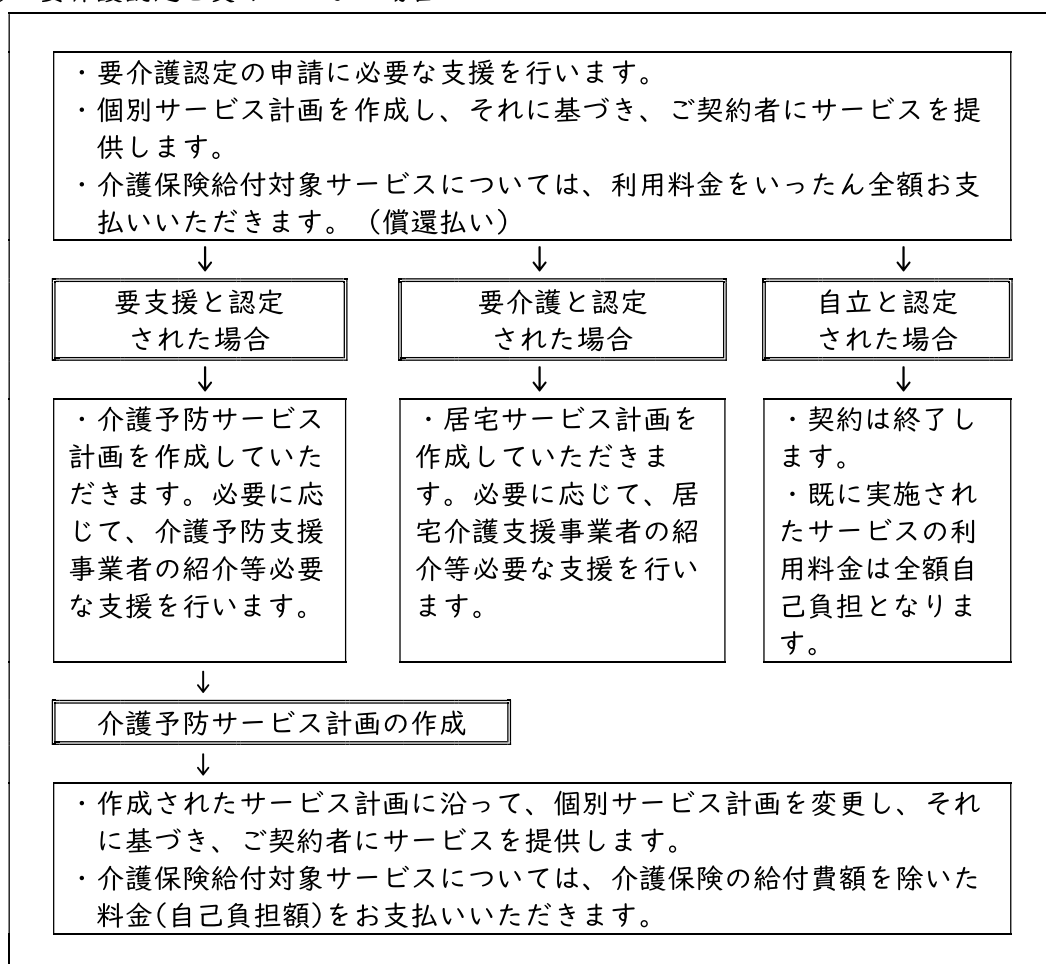 ・要介護認定の申請に必要な支援を行います。
・個別サービス計画を作成し、それに基づき、ご契約者にサービスを提
供します。
・介護保険給付対象サービスについては、利用料金をいったん全額お支
払いいただきます。（償還払い）
↓ ↓ ↓
要支援と認定
された場合
要介護と認定
された場合
自立と認定
された場合
↓ ↓ ↓
・介護予防サービス
計画を作成していた
だきます。必要に応
じて、介護予防支援
事業者の紹介等必要
な支援を行います。
・居宅サービス計画を
作成していただきま
す。必要に応じて、居
宅介護支援事業者の紹
介等必要な支援を行い
ます。
・契約は終了し
ます。
・既に実施され
たサービスの利
用料金は全額自
己負担となりま
す。
↓
介護予防サービス計画の作成
↓
・作成されたサービス計画に沿って、個別サービス計画を変更し、それ
に基づき、ご契約者にサービスを提供します。
・介護保険給付対象サービスについては、介護保険の給付費額を除いた
料金(自己負担額)をお支払いいただきます。